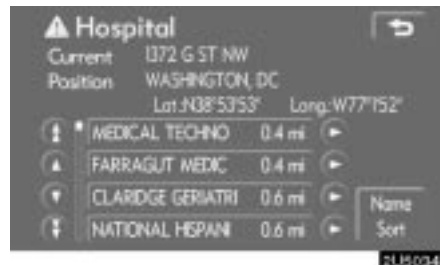 Hospital
Current 1372 G ST NW
Position WASHINGTON, DC
Lat.:N38°53'53" Long.:W77°1'52"
MEDICAL TECHNO 0.4 mi
FARRAGUT MEDIC 0.4 mi
CLARIDGE GERIATRI 0.6 mi
NATIONAL HISPANI 0.6 mi
Name
Sort
2U5034